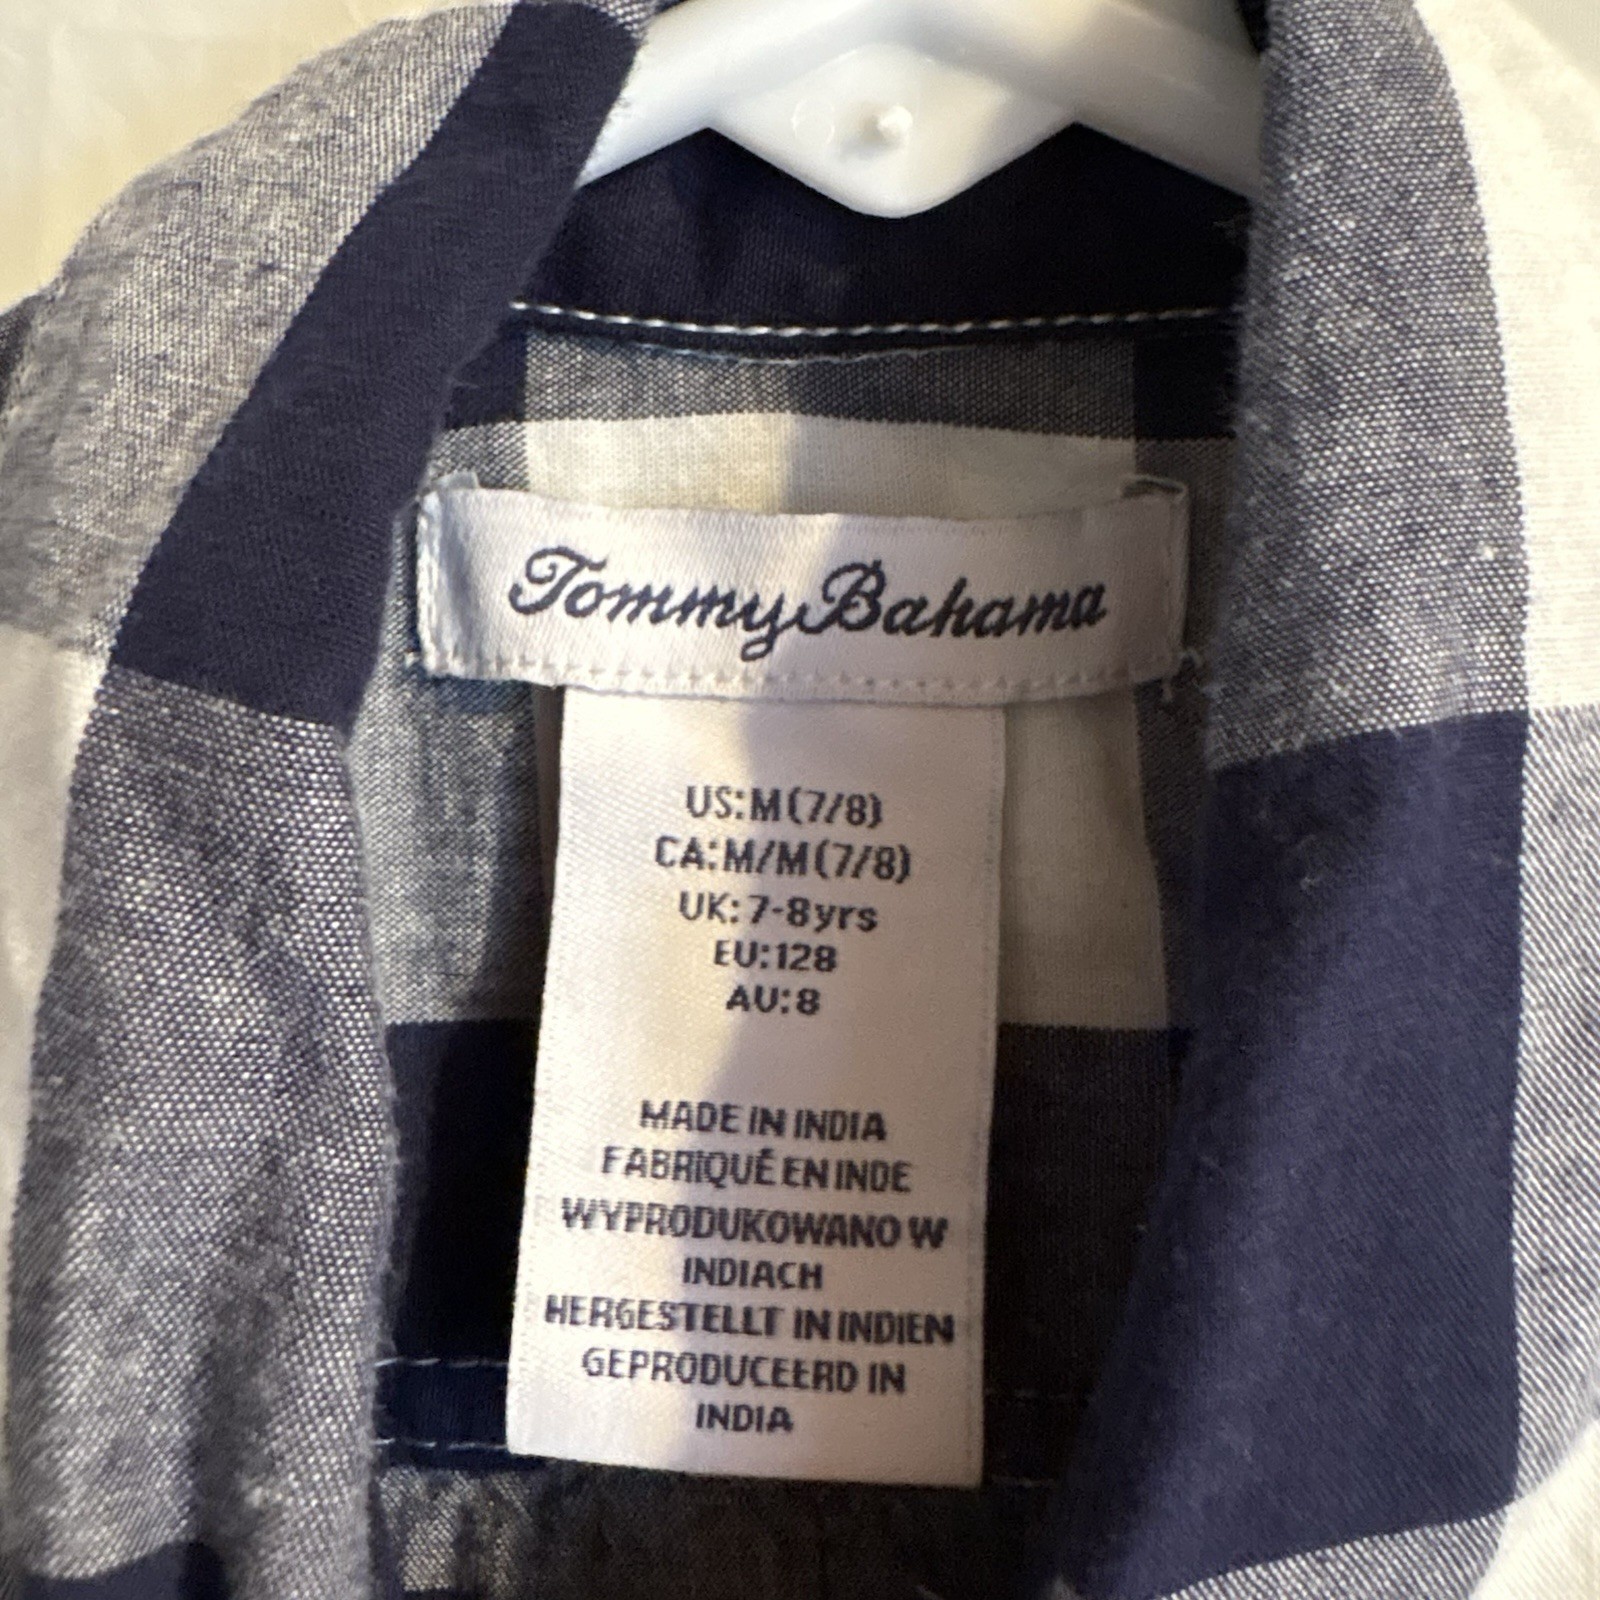 Tommy Bahama
US:M(7/8)
CA:M/M(7/8)
UK:7-8yrs
EU:128
AU:8
MADE IN INDIA
FABRIQUÉ EN INDE
WYPRODUKOWANO W
INDIACH
HERGESTELLT IN INDIEN
GEPRODUCEERD IN
INDIA